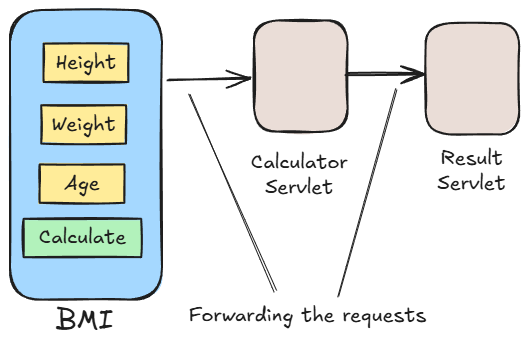 Height
Weight
Age
Calculate
BMI
Calculator
Servlet
Result
Servlet
Forwarding the requests